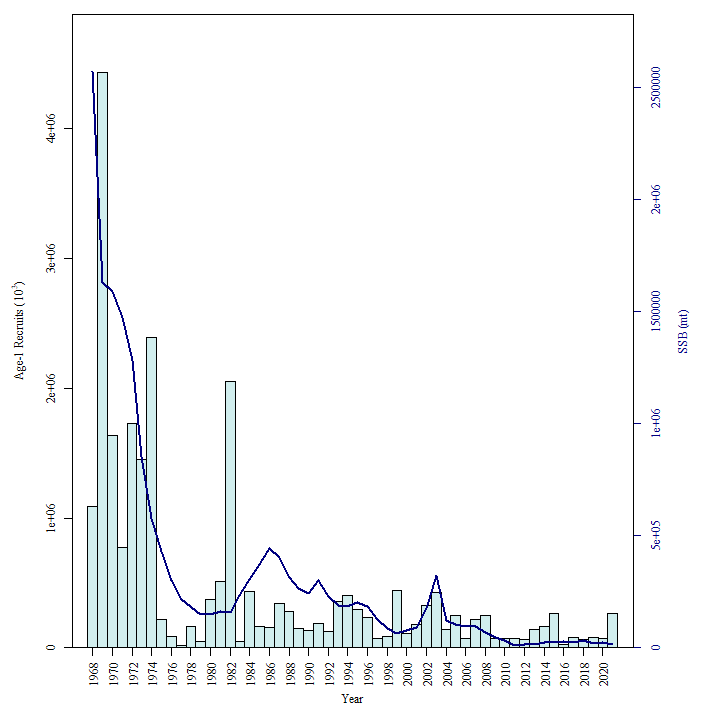 Age-1 Recruits (10^3)
4e+06
3e+06
2e+06
1e+06
0
2500000
2e+06
1500000
1e+06
5e+05
0
SSB (mt)
1968 1970 1972 1974 1976 1978 1980 1982 1984 1986 1988 1990 1992 1994 1996 1998 2000 2002 2004 2006 2008 2010 2012 2014 2016 2018 2020
Year